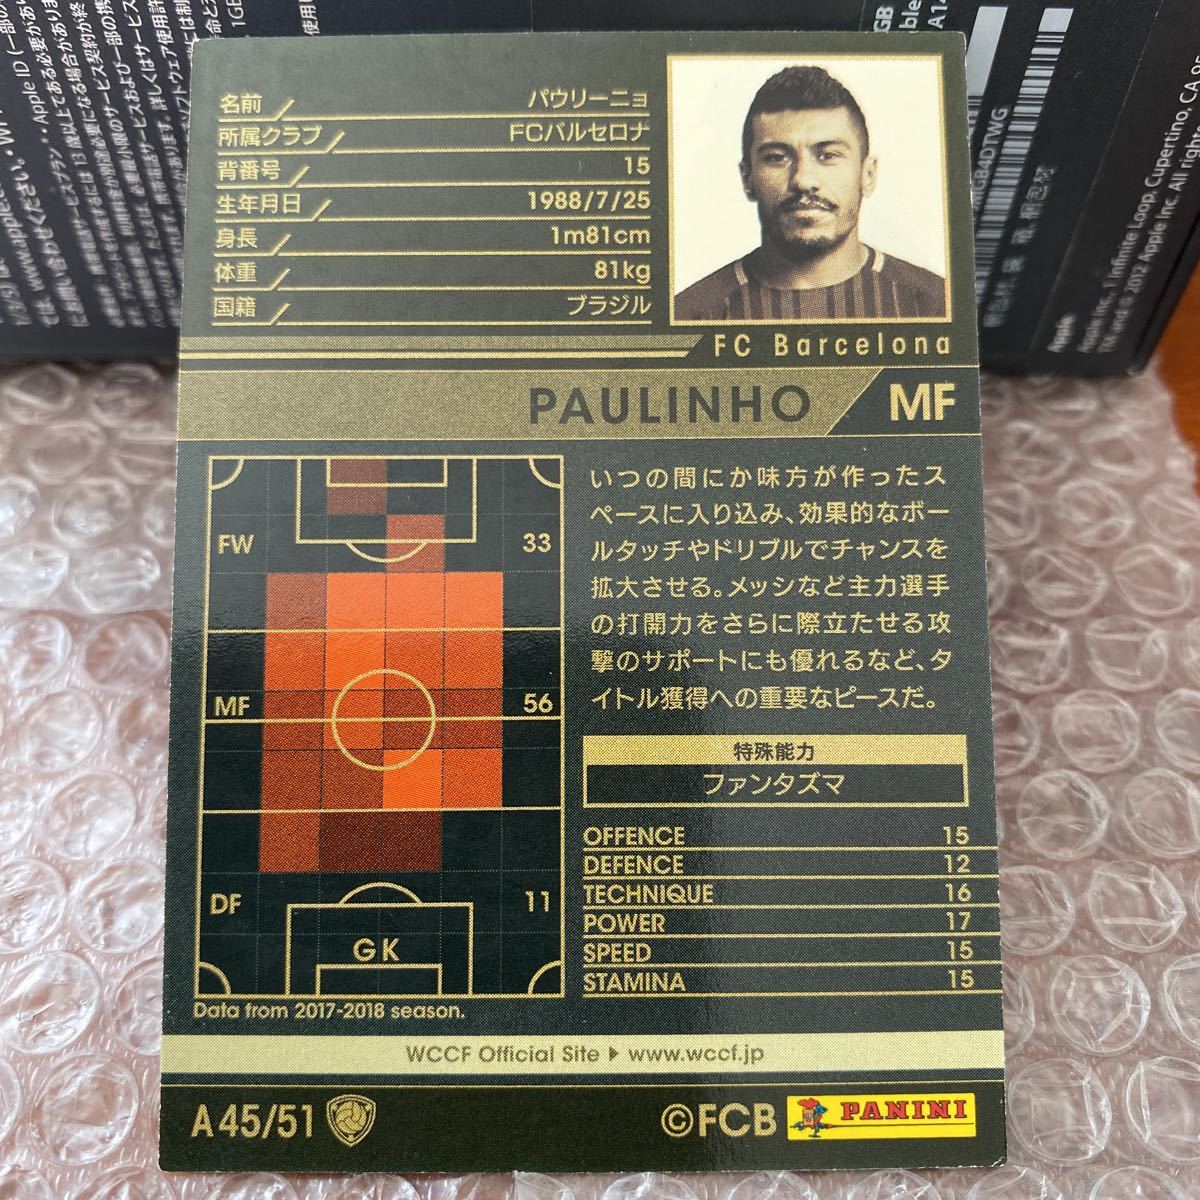 名前 パウリーニョ
所属クラブ FCバルセロナ
背番号 15
生年月日 1988/7/25
身長 1m81cm
体重 81kg
国籍 ブラジル
FC Barcelona
PAULINHO MF
FW 33
MF 56
DF 11
GK
Data from 2017-2018 season.
いつの間にか味方が作ったス
ペースに入り込み、効果的なボー
ルタッチやドリブルでチャンスを
拡大させる。メッシなど主力選手
の打開力をさらに際立たせる攻
撃のサポートにも優れるなど、タ
イトル獲得への重要なピースだ。
特殊能力
ファンタズマ
OFFENCE 15
DEFENCE 12
TECHNIQUE 16
POWER 17
SPEED 15
STAMINA 15
WCCF Official Site ▶ www.wccf.jp
A45/51
©FCB PANINI